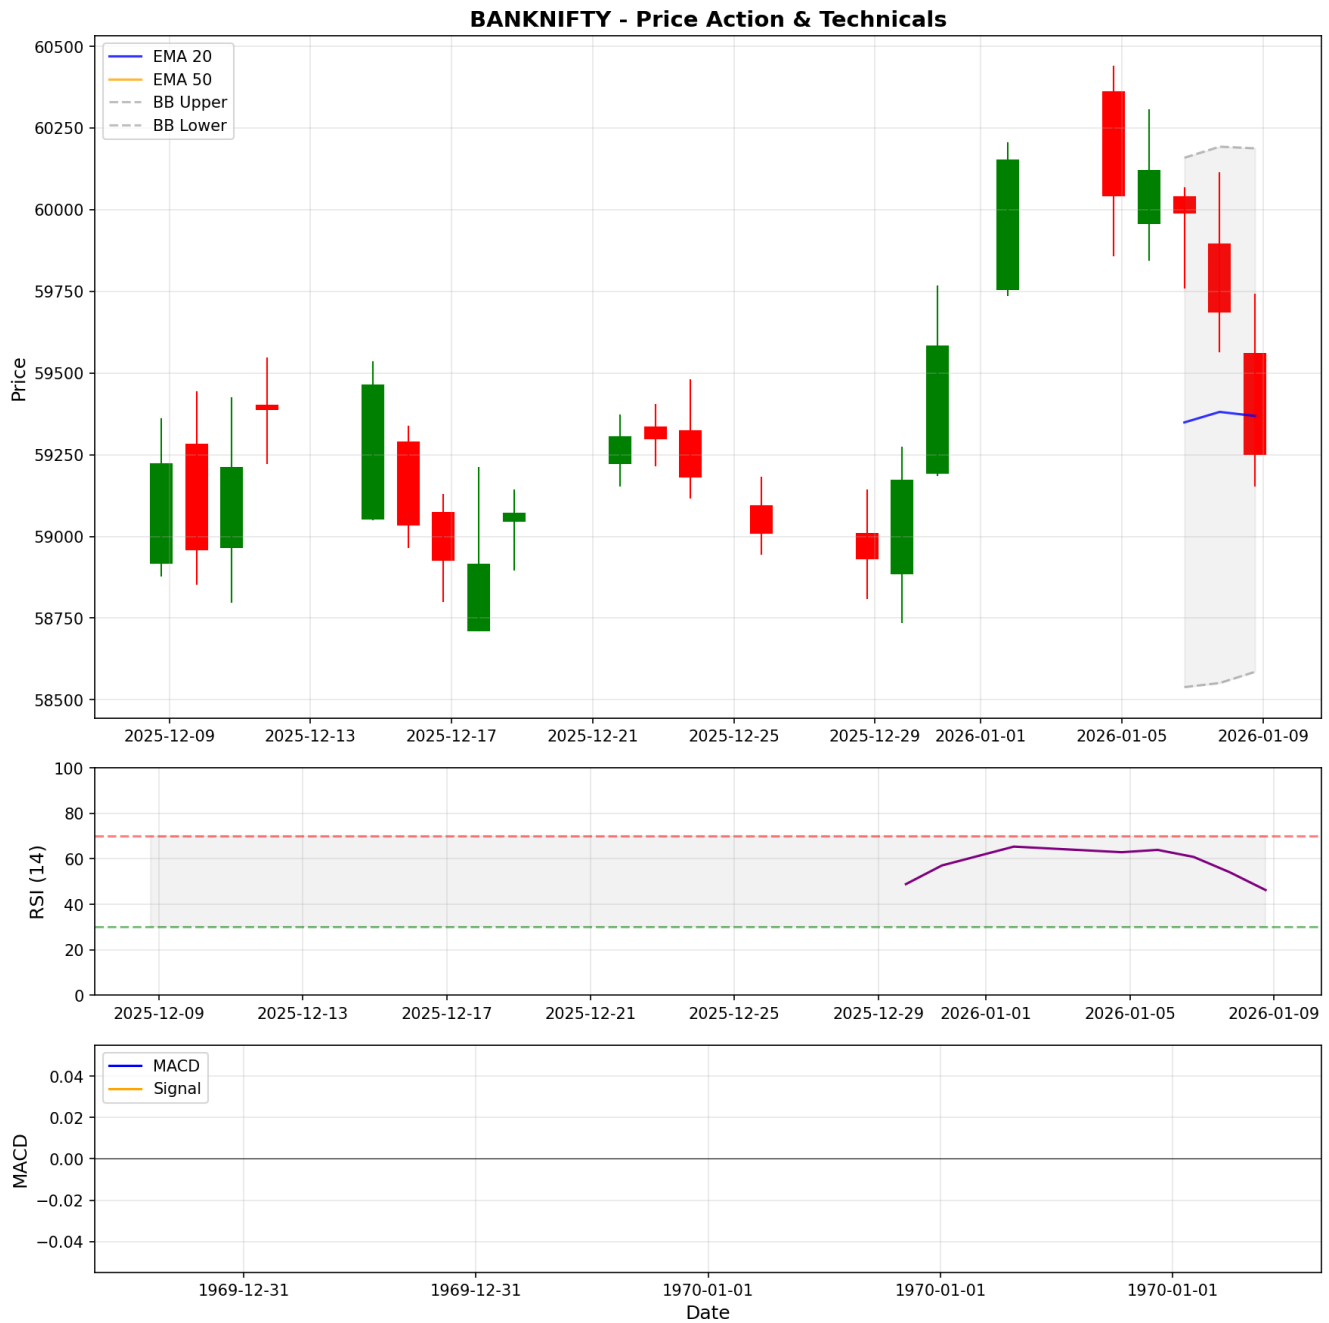 BANKNIFTY - Price Action & Technicals
EMA 20
EMA 50
BB Upper
BB Lower
Price
60500
60250
60000
59750
59500
59250
59000
58750
58500
2025-12-09 2025-12-13 2025-12-17 2025-12-21 2025-12-25 2025-12-29 2026-01-01 2026-01-05 2026-01-09
RSI (14)
100
80
60
40
20
0
2025-12-09 2025-12-13 2025-12-17 2025-12-21 2025-12-25 2025-12-29 2026-01-01 2026-01-05 2026-01-09
MACD
Signal
MACD
0.04
0.02
0.00
−0.02
−0.04
1969-12-31 1969-12-31 1970-01-01 1970-01-01 1970-01-01
Date